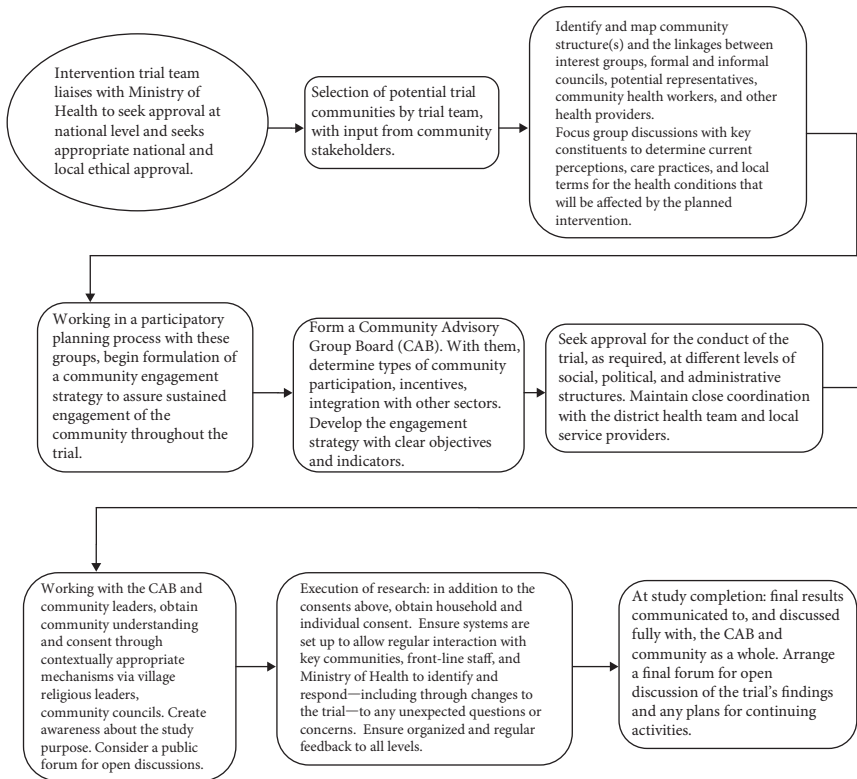 Intervention trial team
liaises with Ministry of
Health to seek approval at
national level and seeks
appropriate national and
local ethical approval.
Selection of potential trial
communities by trial team,
with input from community
stakeholders.
Identify and map community
structure(s) and the linkages between
interest groups, formal and informal
councils, potential representatives,
community health workers, and other
health providers.
Focus group discussions with key
constituents to determine current
perceptions, care practices, and local
terms for the health conditions that
will be affected by the planned
intervention.
Working in a participatory
planning process with these
groups, begin formulation of
a community engagement
strategy to assure sustained
engagement of the
community throughout the
trial.
Form a Community Advisory
Group Board (CAB). With them,
determine types of community
participation, incentives,
integration with other sectors.
Develop the engagement
strategy with clear objectives
and indicators.
Seek approval for the conduct of the
trial, as required, at different levels of
social, political, and administrative
structures. Maintain close coordination
with the district health team and local
service providers.
Working with the CAB and
community leaders, obtain
community understanding
and consent through
contextually appropriate
mechanisms via village
religious leaders,
community councils. Create
awareness about the study
purpose. Consider a public
forum for open discussions.
Execution of research: in addition to the
consents above, obtain household and
individual consent. Ensure systems are
set up to allow regular interaction with
key communities, front-line staff, and
Ministry of Health to identify and
respond—including through changes to
the trial—to any unexpected questions or
concerns. Ensure organized and regular
feedback to all levels.
At study completion: final results
communicated to, and discussed
fully with, the CAB and
community as a whole. Arrange
a final forum for open
discussion of the trial's findings
and any plans for continuing
activities.